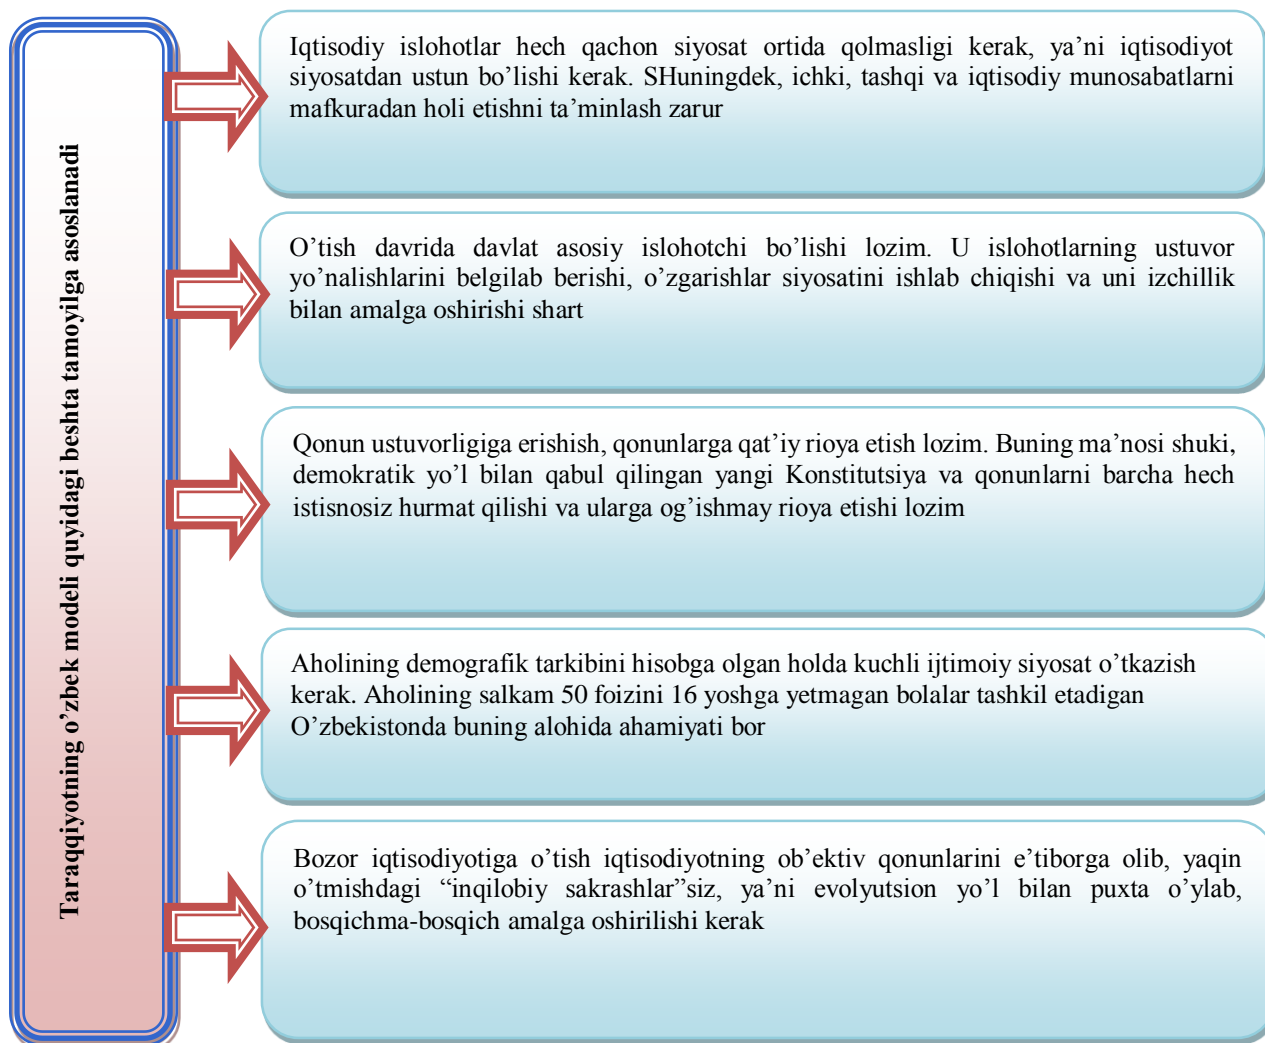 Taraqqiyotning o’zbek modeli quyidagi beshta tamoyilga asoslanadi
Iqtisodiy islohotlar hech qachon siyosat ortida qolmasligi kerak, ya’ni iqtisodiyot
siyosatdan ustun bo’lishi kerak. SHuningdek, ichki, tashqi va iqtisodiy munosabatlarni
mafkuradan holi etishni ta’minlash zarur
O’tish davrida davlat asosiy islohotchi bo’lishi lozim. U islohotlarning ustuvor
yo’nalishlarini belgilab berishi, o’zgarishlar siyosatini ishlab chiqishi va uni izchillik
bilan amalga oshirishi shart
Qonun ustuvorligiga erishish, qonunlarga qat’iy rioya etish lozim. Buning ma’nosi shuki,
demokratik yo’l bilan qabul qilingan yangi Konstitutsiya va qonunlarni barcha hech
istisnosiz hurmat qilishi va ularga og’ishmay rioya etishi lozim
Aholining demografik tarkibini hisobga olgan holda kuchli ijtimoiy siyosat o’tkazish
kerak. Aholining salkam 50 foizini 16 yoshga yetmagan bolalar tashkil etadigan
O’zbekistonda buning alohida ahamiyati bor
Bozor iqtisodiyotiga o’tish iqtisodiyotning ob’ektiv qonunlarini e’tiborga olib, yaqin
o’tmishdagi “inqilobiy sakrashlar”siz, ya’ni evolyutsion yo’l bilan puxta o’ylab,
bosqichma-bosqich amalga oshirilishi kerak